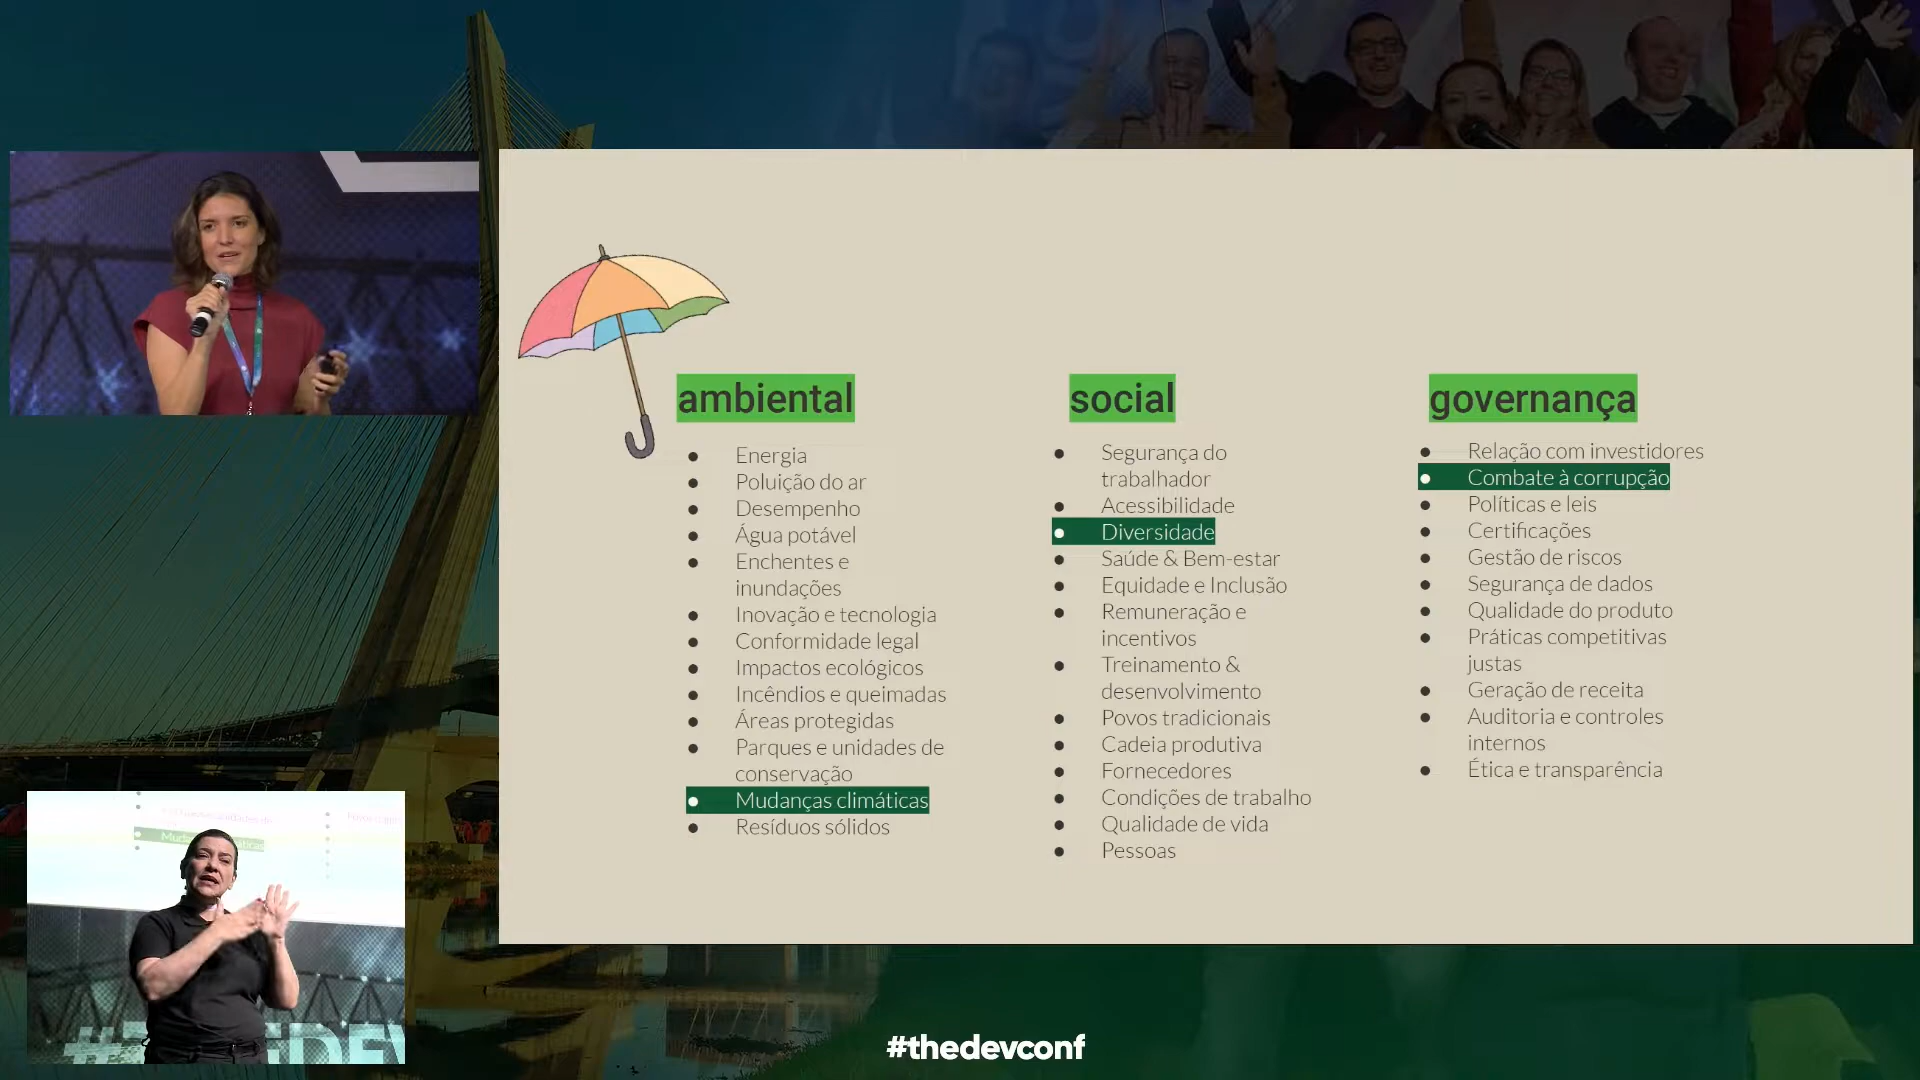 ambiental
Energia
Poluição do ar
Desempenho
Água potável
Enchentes e
inundações
Inovação e tecnologia
Conformidade legal
Impactos ecológicos
Incêndios e queimadas
Áreas protegidas
Parques e unidades de
conservação
Mudanças climáticas
Resíduos sólidos
social
Segurança do
trabalhador
Acessibilidade
Diversidade
Saúde & Bem-estar
Equidade e Inclusão
Remuneração e
incentivos
Treinamento &
desenvolvimento
Povos tradicionais
Cadeia produtiva
Fornecedores
Condições de trabalho
Qualidade de vida
Pessoas
governança
Relação com investidores
Combate à corrupção
Políticas e leis
Certificações
Gestão de riscos
Segurança de dados
Qualidade do produto
Práticas competitivas
justas
Geração de receita
Auditoria e controles
internos
Ética e transparência
#thedevconf